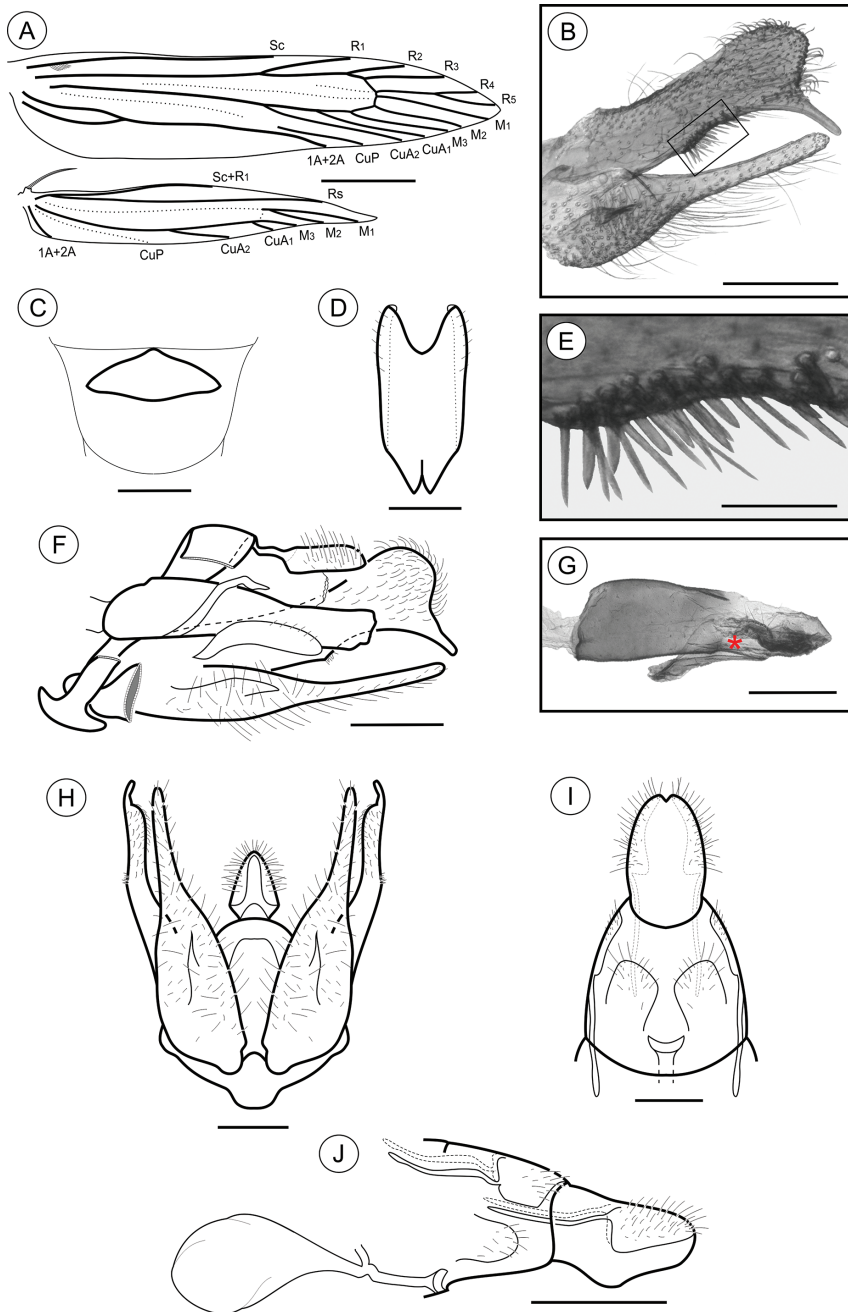 A
Sc
R1
R2
R3
R4
R5
M1
M2
M3
CuA1
CuA2
CuP
1A+2A
Sc+R1
Rs
1A+2A
CuP
CuA2
CuA1
M3
M2
M1
B
C
D
E
F
G
*
H
I
J